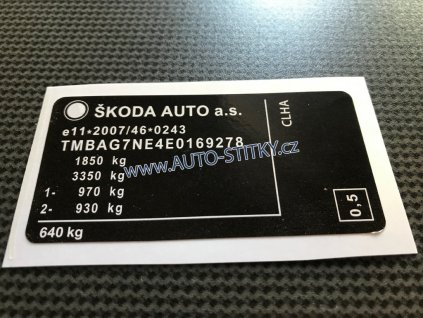 ŠKODA AUTO a.s.
e11*2007/46*0243
TMBAG7NE4E0169278
1850 kg
3350 kg
1- 970 kg
2- 930 kg
640 kg
CLHA
0,5
WWW.AUTO-STITKY.CZ